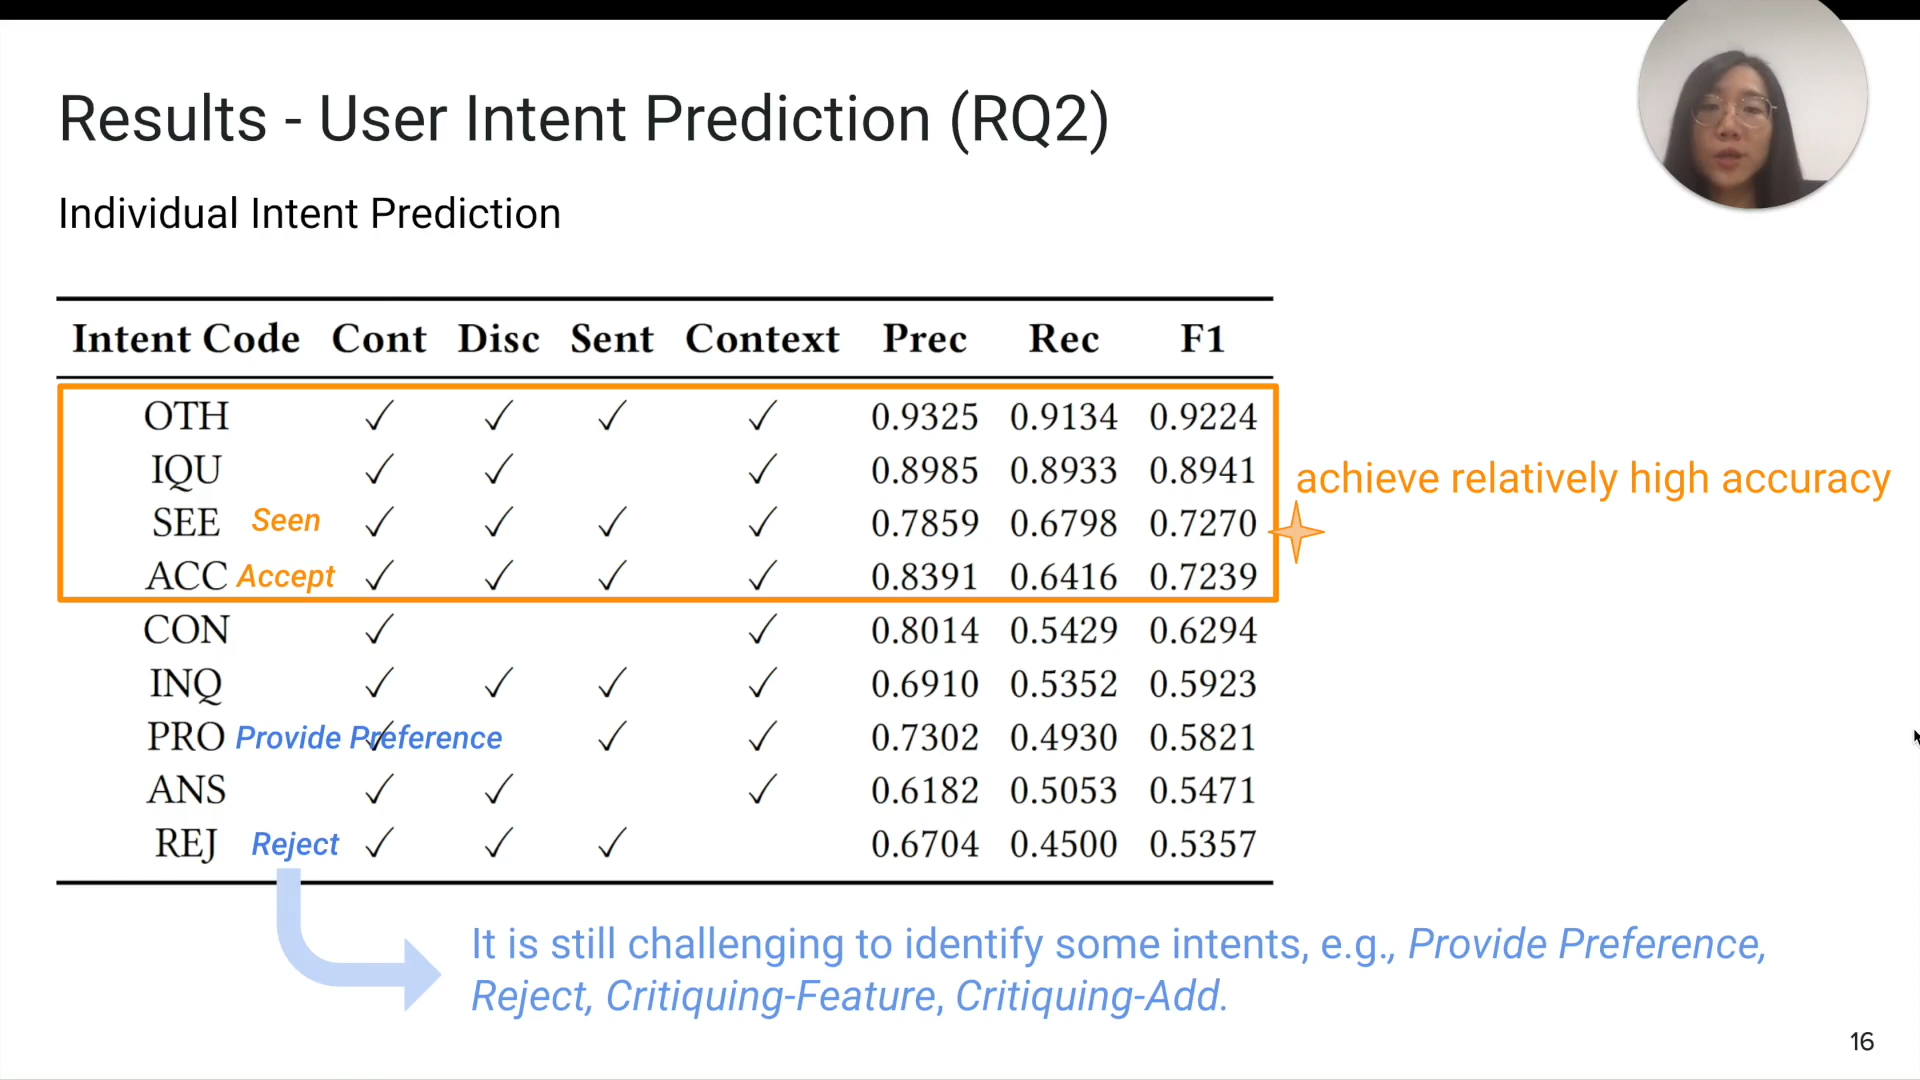 Results - User Intent Prediction (RQ2)
Individual Intent Prediction
Intent Code Cont Disc Sent Context Prec Rec F1
OTH ✓ ✓ ✓ ✓ 0.9325 0.9134 0.9224
IQU ✓ ✓ ✓ 0.8985 0.8933 0.8941
achieve relatively high accuracy
SEE Seen ✓ ✓ ✓ ✓ 0.7859 0.6798 0.7270
ACC Accept ✓ ✓ ✓ ✓ 0.8391 0.6416 0.7239
CON ✓ ✓ 0.8014 0.5429 0.6294
INQ ✓ ✓ ✓ ✓ 0.6910 0.5352 0.5923
PRO Provide Preference ✓ ✓ ✓ 0.7302 0.4930 0.5821
ANS ✓ ✓ ✓ 0.6182 0.5053 0.5471
REJ Reject ✓ ✓ ✓ 0.6704 0.4500 0.5357
It is still challenging to identify some intents, e.g., Provide Preference,
Reject, Critiquing-Feature, Critiquing-Add.
16